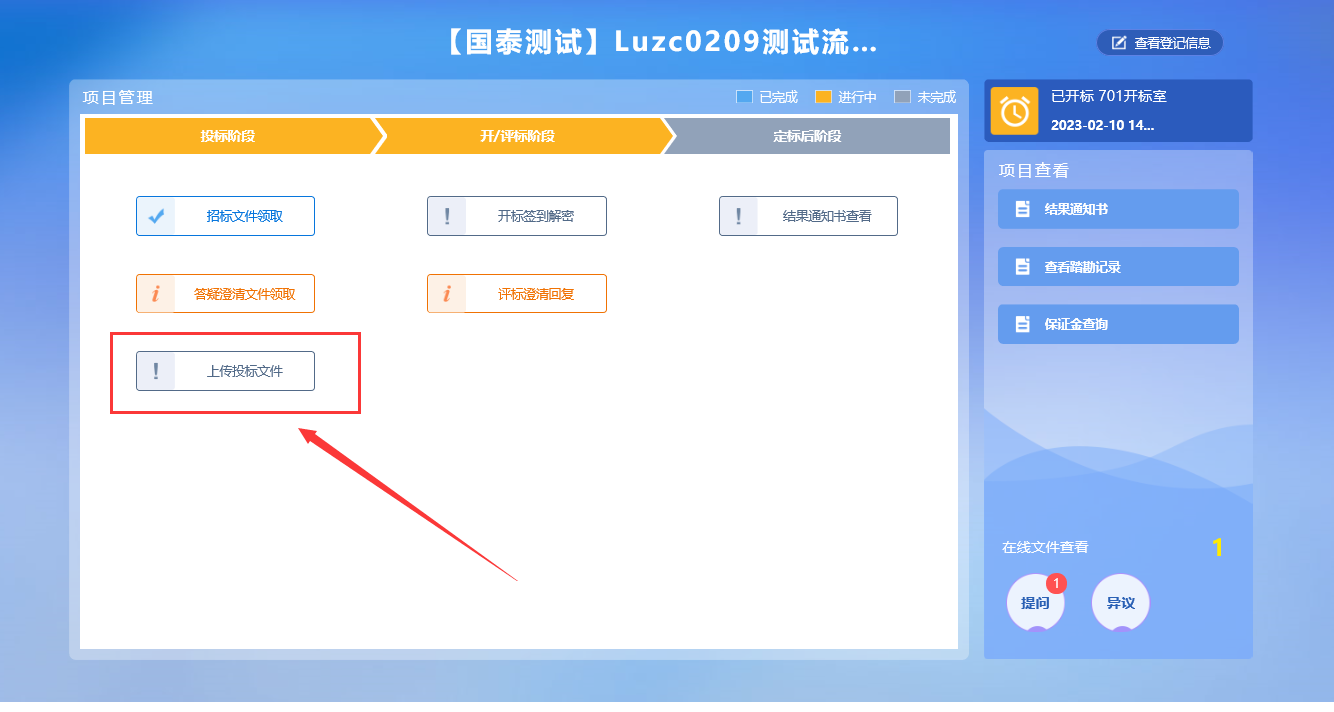 【国泰测试】Luzc0209测试流...
查看登记信息
项目管理
已完成 进行中 未完成
投标阶段 开/评标阶段 定标后阶段
招标文件领取 开标签到解密 结果通知书查看
答疑澄清文件领取 评标澄清回复
上传投标文件
已开标 701开标室
2023-02-10 14...
项目查看
结果通知书
查看踏勘记录
保证金查询
在线文件查看 1
提问 1 异议